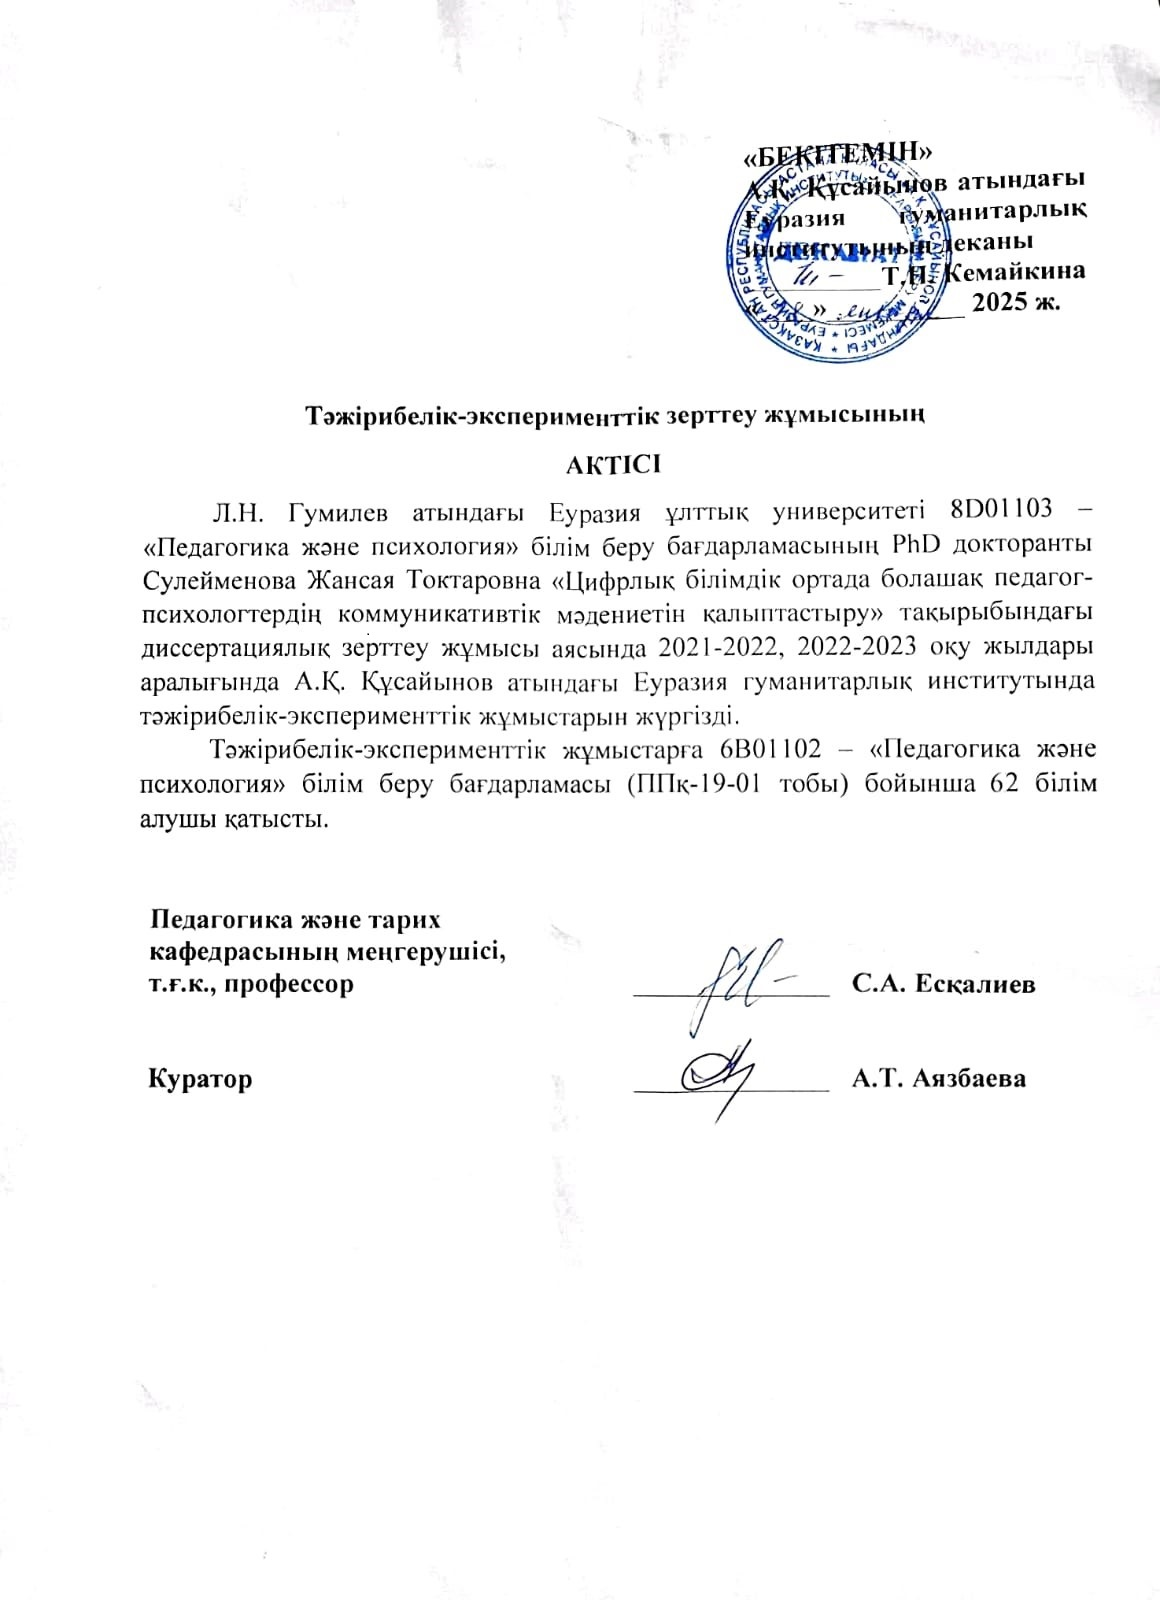 «БЕКІТЕМІН»
А.Қ. Құсайынов атындағы
Еуразия гуманитарлық
институтының деканы
Т.Н. Кемайкина
« » 2025 ж.
ДЕКАНАТ
Тәжірибелік-эксперименттік зерттеу жұмысының
АКТІСІ
Л.Н. Гумилев атындағы Еуразия ұлттық университеті 8D01103 –
«Педагогика және психология» білім беру бағдарламасының PhD докторанты
Сулейменова Жансая Токтаровна «Цифрлық білімдік ортада болашақ педагог-
психологтердің коммуникативтік мәдениетін қалыптастыру» тақырыбындағы
диссертациялық зерттеу жұмысы аясында 2021-2022, 2022-2023 оқу жылдары
аралығында А.Қ. Құсайынов атындағы Еуразия гуманитарлық институтында
тәжірибелік-эксперименттік жұмыстарын жүргізді.
Тәжірибелік-эксперименттік жұмыстарға 6В01102 – «Педагогика және
психология» білім беру бағдарламасы (ППқ-19-01 тобы) бойынша 62 білім
алушы қатысты.
Педагогика және тарих
кафедрасының меңгерушісі,
т.ғ.к., профессор С.А. Есқалиев
Куратор А.Т. Аязбаева